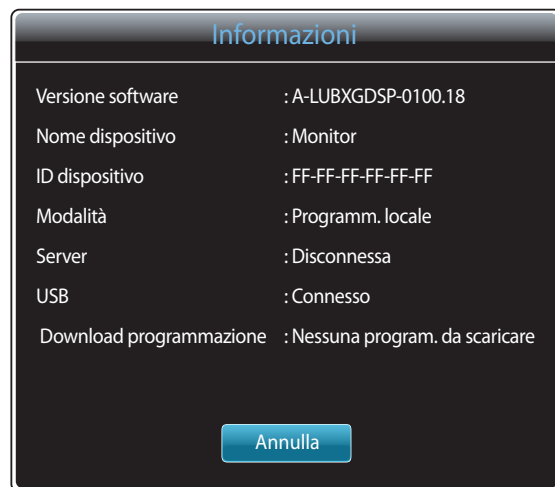 Informazioni
Versione software : A-LUBXGDSP-0100.18
Nome dispositivo : Monitor
ID dispositivo : FF-FF-FF-FF-FF-FF
Modalità : Programm. locale
Server : Disconnessa
USB : Connesso
Download programmazione : Nessuna program. da scaricare
Annulla